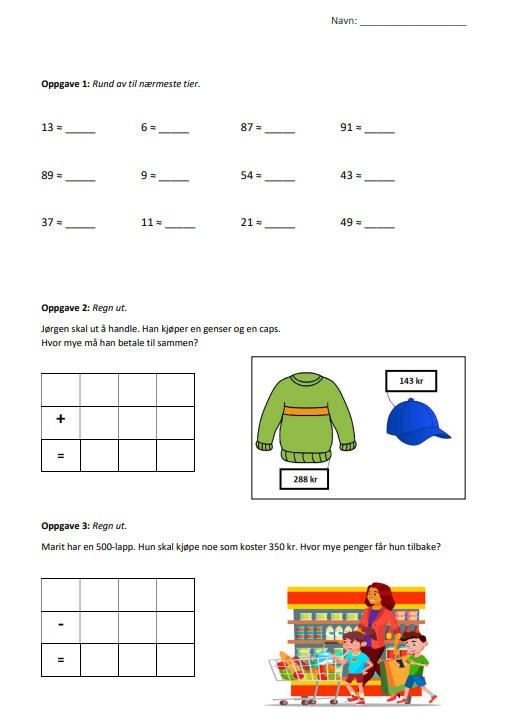 Navn: ___________________
Oppgave 1: Rund av til nærmeste tier.
13 ≈ _____ 6 ≈ _____ 87 ≈ _____ 91 ≈ _____
89 ≈ _____ 9 ≈ _____ 54 ≈ _____ 43 ≈ _____
37 ≈ _____ 11 ≈ _____ 21 ≈ _____ 49 ≈ _____
Oppgave 2: Regn ut.
Jørgen skal ut å handle. Han kjøper en genser og en caps.
Hvor mye må han betale til sammen?
+
=
143 kr
288 kr
Oppgave 3: Regn ut.
Marit har en 500-lapp. Hun skal kjøpe noe som koster 350 kr. Hvor mye penger får hun tilbake?
-
=